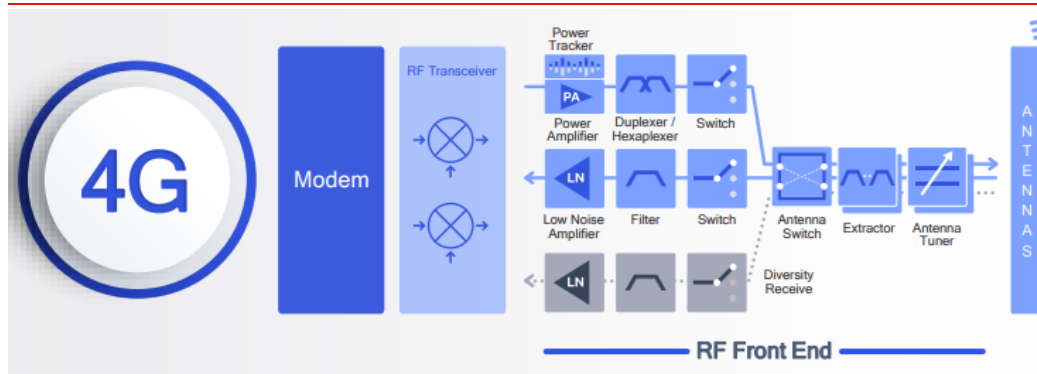 4G
Modem
RF Transceiver
Power
Tracker
PA
Power
Amplifier
Duplexer /
Hexaplexer
Switch
LN
Low Noise
Amplifier
Filter
Switch
Antenna
Switch
Extractor
Antenna
Tuner
LN
Diversity
Receive
RF Front End
ANTENNAS